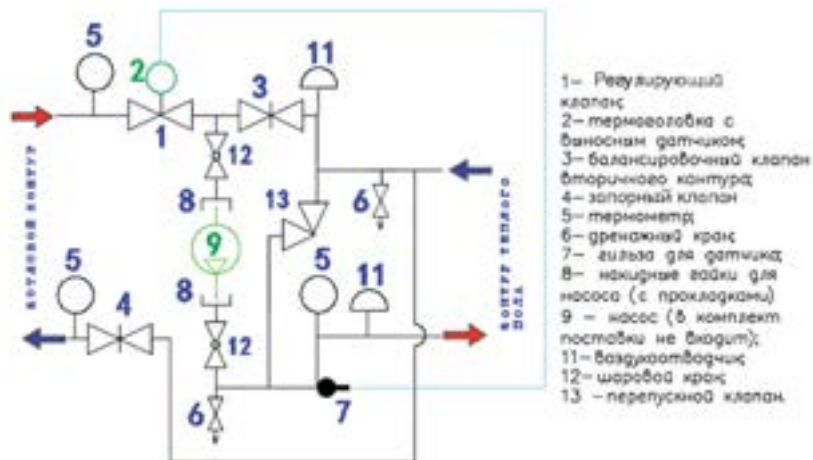 5
2
11
3
1
12
8
13
6
9
5
11
5
4
8
12
7
6
КОТЛОВОЙ КОНТУР
КОНТУР ТЕПЛОГО
ПОЛА
1- Регулирующий
клапан;
2-термоголовка с
выносным датчиком;
3-балансировочный клапан
вторичного контура;
4-запорный клапан
5-термометр;
6-дренажный кран;
7- гильза для датчика;
8- накидные гайки для
насоса (с прокладками)
9 - насос (в комплект
поставки не входит);
11-воздухоотводчик;
12-шаровой кран;
13 -перепускной клапан.